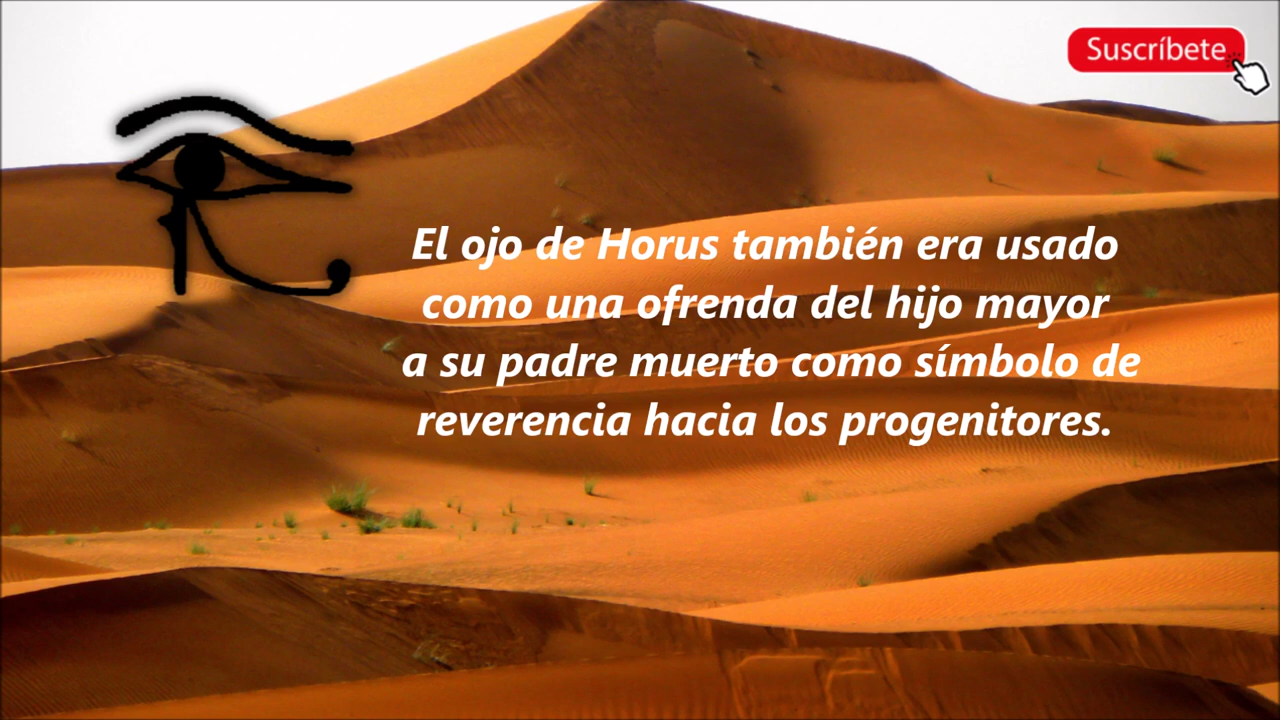 Suscríbete
El ojo de Horus también era usado
como una ofrenda del hijo mayor
a su padre muerto como símbolo de
reverencia hacia los progenitores.